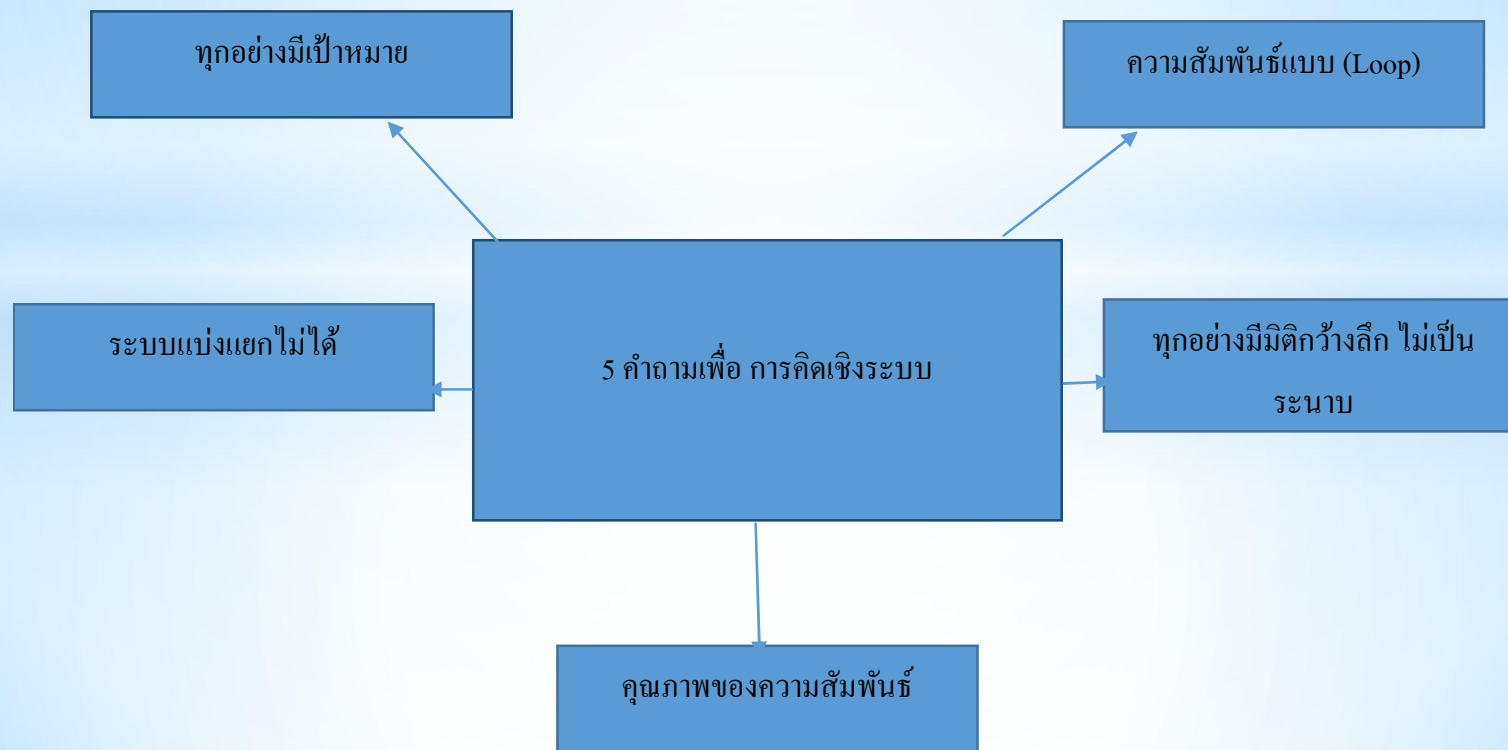 ทุกอย่างมีเป้าหมาย
ความสัมพันธ์แบบ (Loop)
ระบบแบ่งแยกไม่ได้
5 คำถามเพื่อ การคิดเชิงระบบ
ทุกอย่างมีมิติกว้างลึก ไม่เป็น
ระนาบ
คุณภาพของความสัมพันธ์